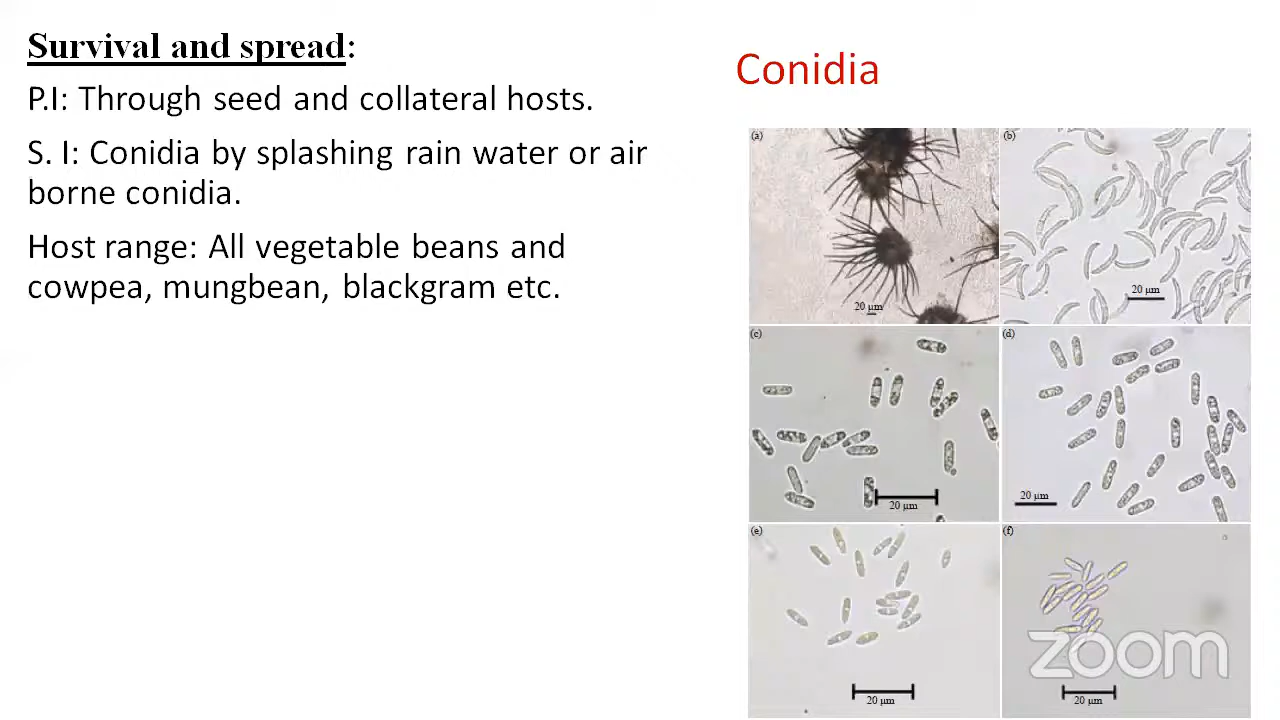 Survival and spread:
P.I: Through seed and collateral hosts.
S. I: Conidia by splashing rain water or air
borne conidia.
Host range: All vegetable beans and
cowpea, mungbean, blackgram etc.
Conidia
(a)
20 µm
(b)
20 µm
(c)
20 µm
(d)
20 µm
(e)
20 µm
(f)
20 µm
zoom